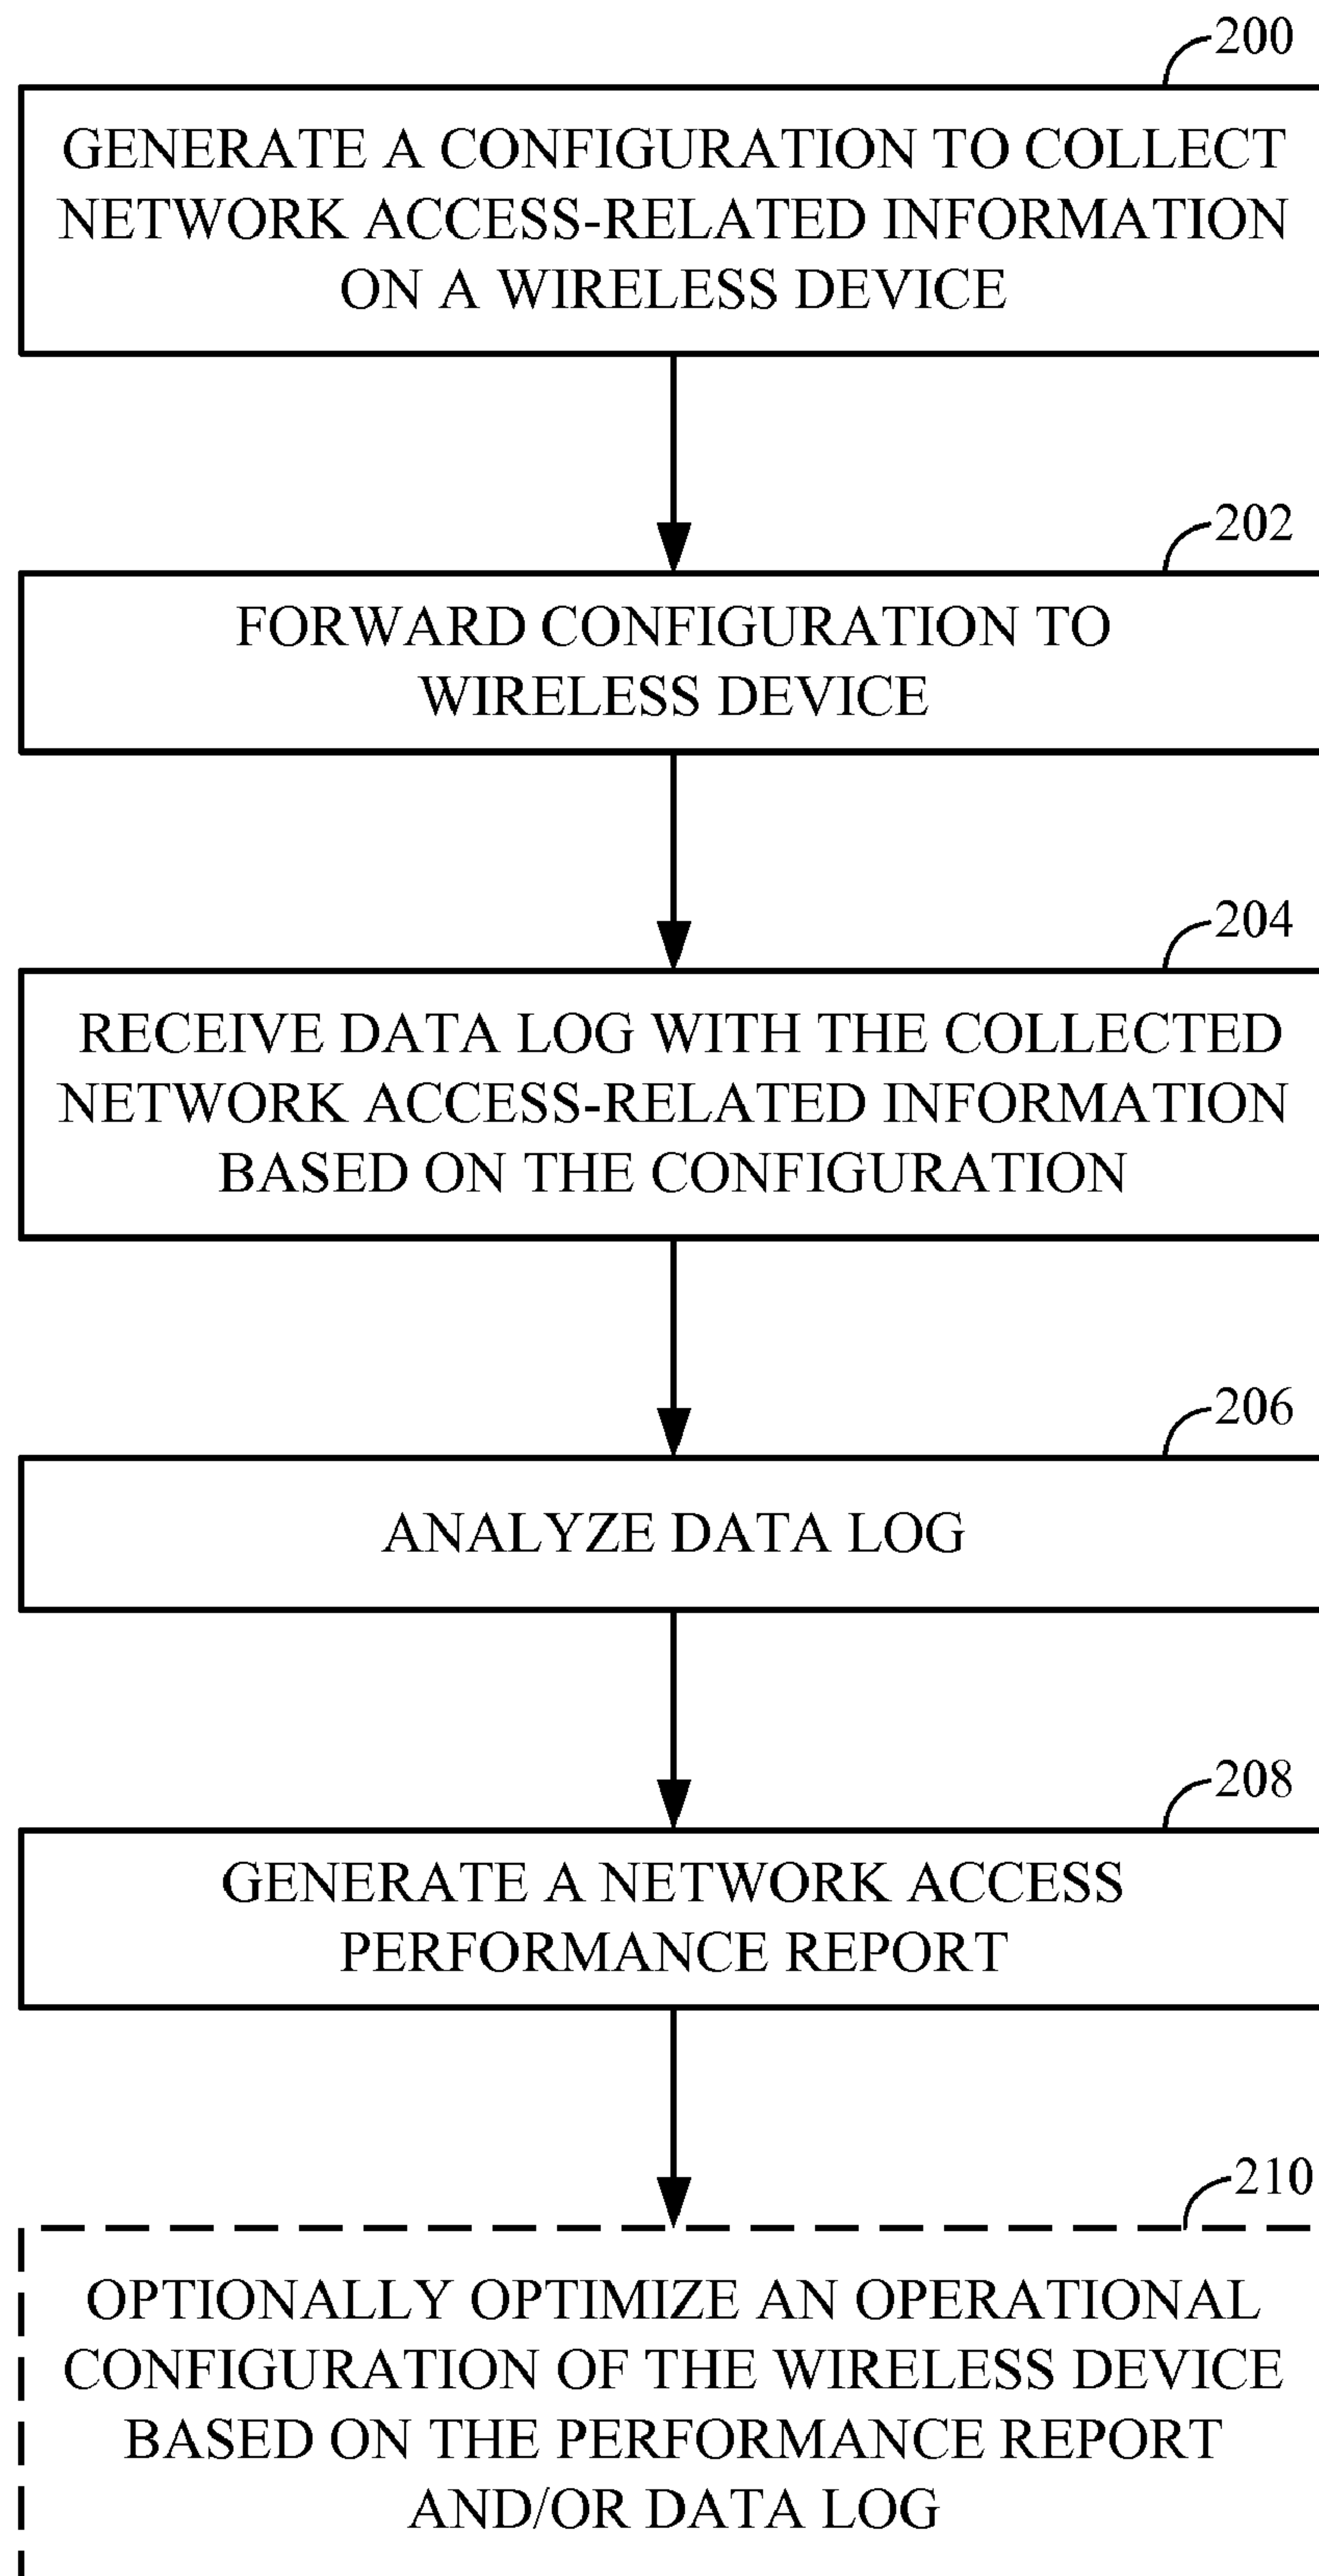 200
GENERATE A CONFIGURATION TO COLLECT
NETWORK ACCESS-RELATED INFORMATION
ON A WIRELESS DEVICE
202
FORWARD CONFIGURATION TO
WIRELESS DEVICE
204
RECEIVE DATA LOG WITH THE COLLECTED
NETWORK ACCESS-RELATED INFORMATION
BASED ON THE CONFIGURATION
206
ANALYZE DATA LOG
208
GENERATE A NETWORK ACCESS
PERFORMANCE REPORT
210
OPTIONALLY OPTIMIZE AN OPERATIONAL
CONFIGURATION OF THE WIRELESS DEVICE
BASED ON THE PERFORMANCE REPORT
AND/OR DATA LOG